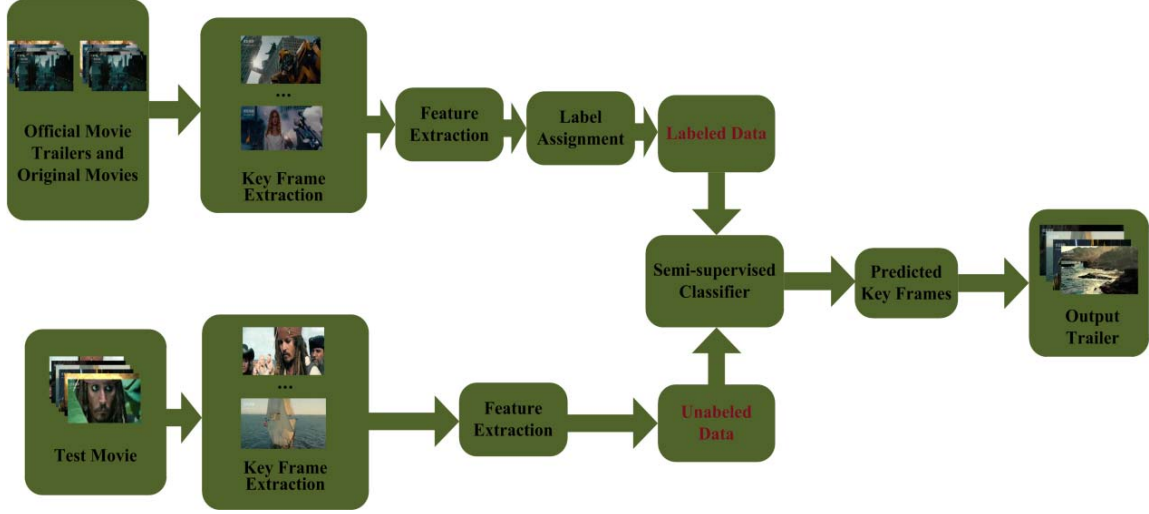 Official Movie
Trailers and
Original Movies
...
Key Frame
Extraction
Feature
Extraction
Label
Assignment
Labeled Data
Semi-supervised
Classifier
Predicted
Key Frames
Output
Trailer
Test Movie
...
Key Frame
Extraction
Feature
Extraction
Unabeled
Data